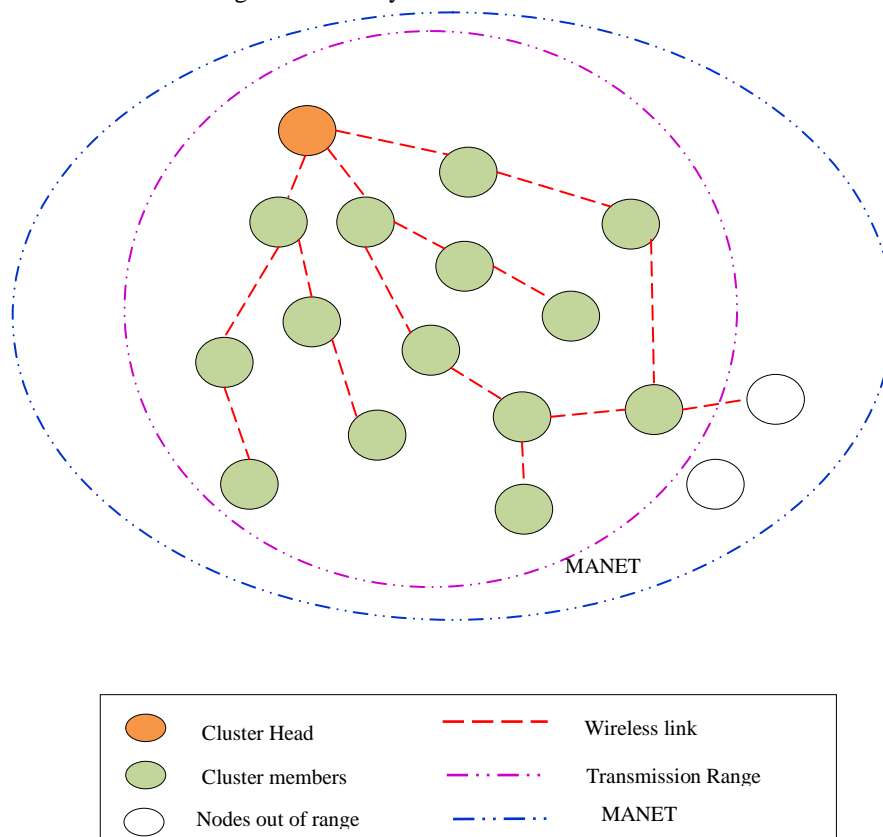 MANET
Cluster Head
Wireless link
Cluster members
Transmission Range
Nodes out of range
MANET